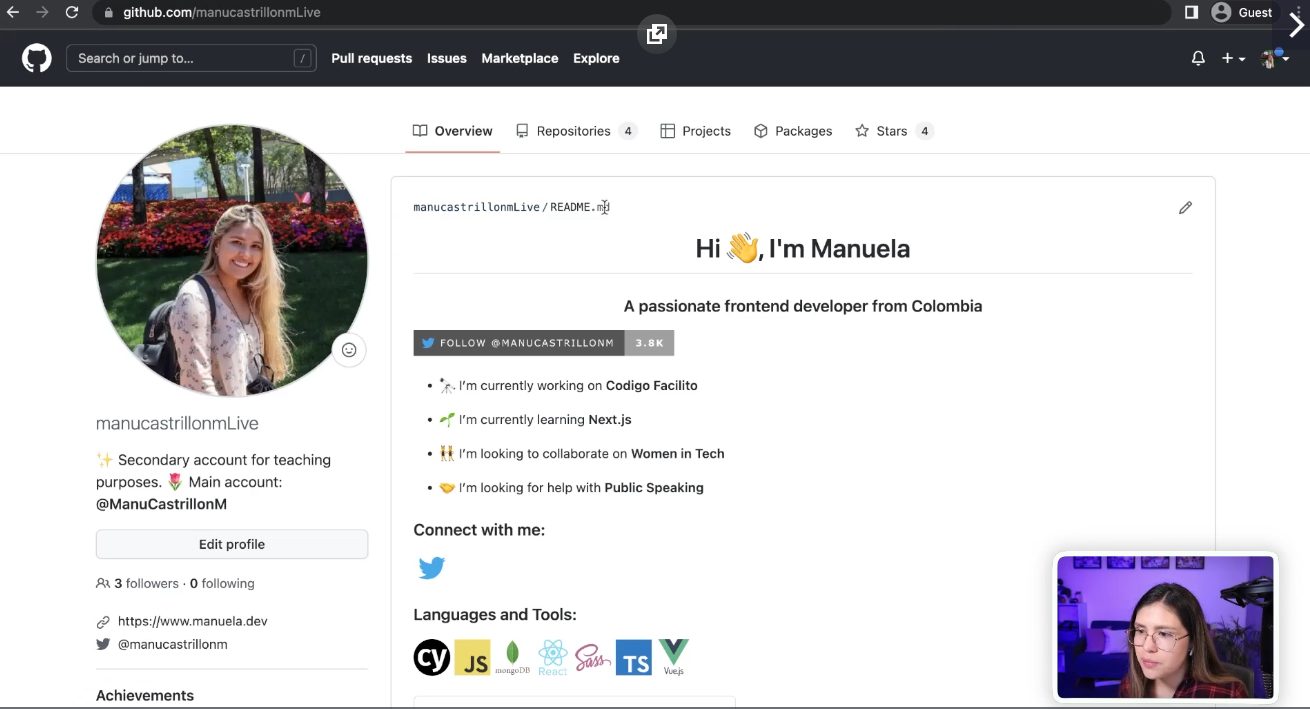 github.com/manucastrillonmLive
Guest
Search or jump to...
/
Pull requests
Issues
Marketplace
Explore
Overview
Repositories 4
Projects
Packages
Stars 4
manucastrillonmLive/README.md
Hi 👋, I'm Manuela
A passionate frontend developer from Colombia
FOLLOW @MANUCASTRILLONM 3.8K
• 🔭 I'm currently working on Codigo Facilito
• 🌱 I'm currently learning Next.js
• 👯 I'm looking to collaborate on Women in Tech
• 🤝 I'm looking for help with Public Speaking
Connect with me:
Languages and Tools:
cy
JS
mongoDB
React
Sass
TS
Vue.js
manucastrillonmLive
✨ Secondary account for teaching
purposes. 🌷 Main account:
@ManuCastrillonM
Edit profile
3 followers · 0 following
https://www.manuela.dev
@manucastrillonm
Achievements